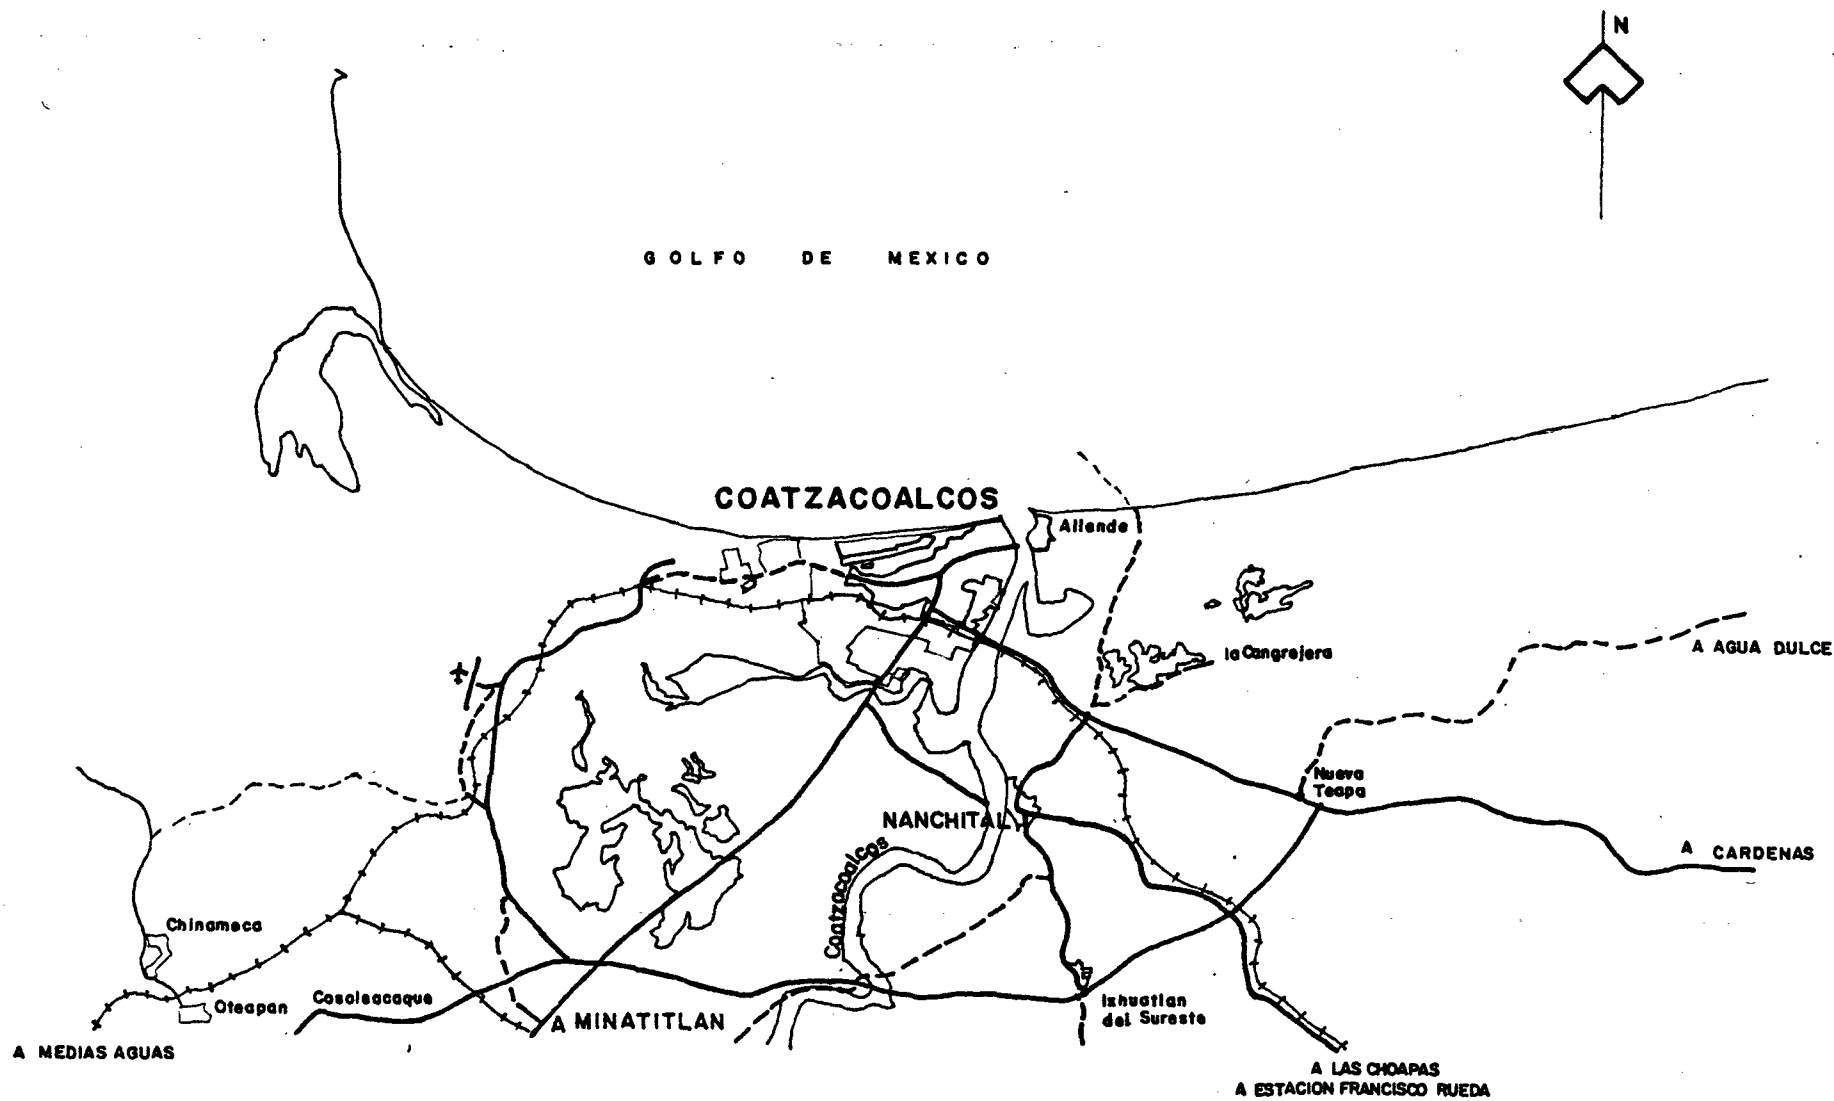 N
GOLFO DE MEXICO
COATZACOALCOS
Allende
la Cangrejera
A AGUA DULCE
Nueva
Teapa
NANCHITAL
A CARDENAS
Coatzacoalcos
Chinameca
Oteapan
Cosoleacaque
A MINATITLAN
Ixhuatlan
del Sureste
A MEDIAS AGUAS
A LAS CHOAPAS
A ESTACION FRANCISCO RUEDA